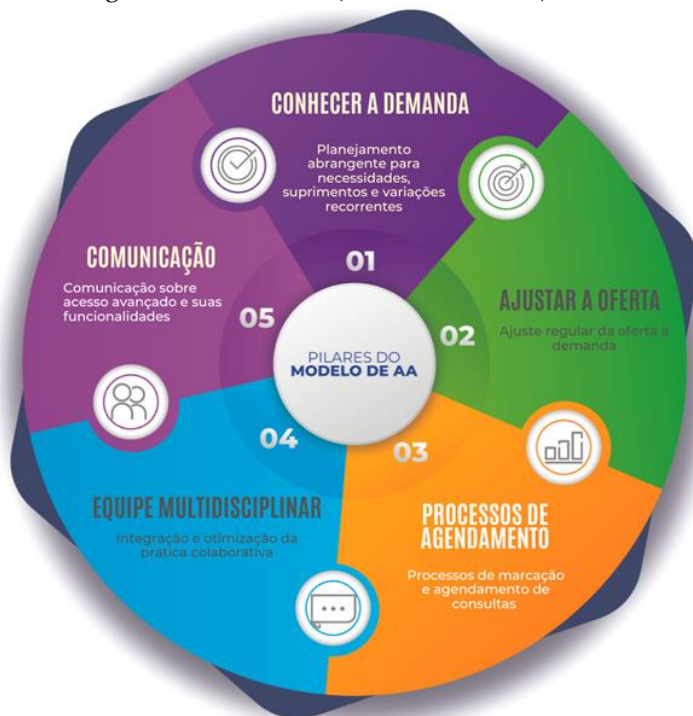 CONHECER A DEMANDA
Planejamento
abrangente para
necessidades,
suprimentos e variações
recorrentes
01
AJUSTAR A OFERTA
Ajuste regular da oferta à
demanda
02
PROCESSOS DE
AGENDAMENTO
Processos de marcação
e agendamento de
consultas
03
EQUIPE MULTIDISCIPLINAR
Integração e otimização da
prática colaborativa
04
COMUNICAÇÃO
Comunicação sobre
acesso avançado e suas
funcionalidades
05
PILARES DO
MODELO DE AA